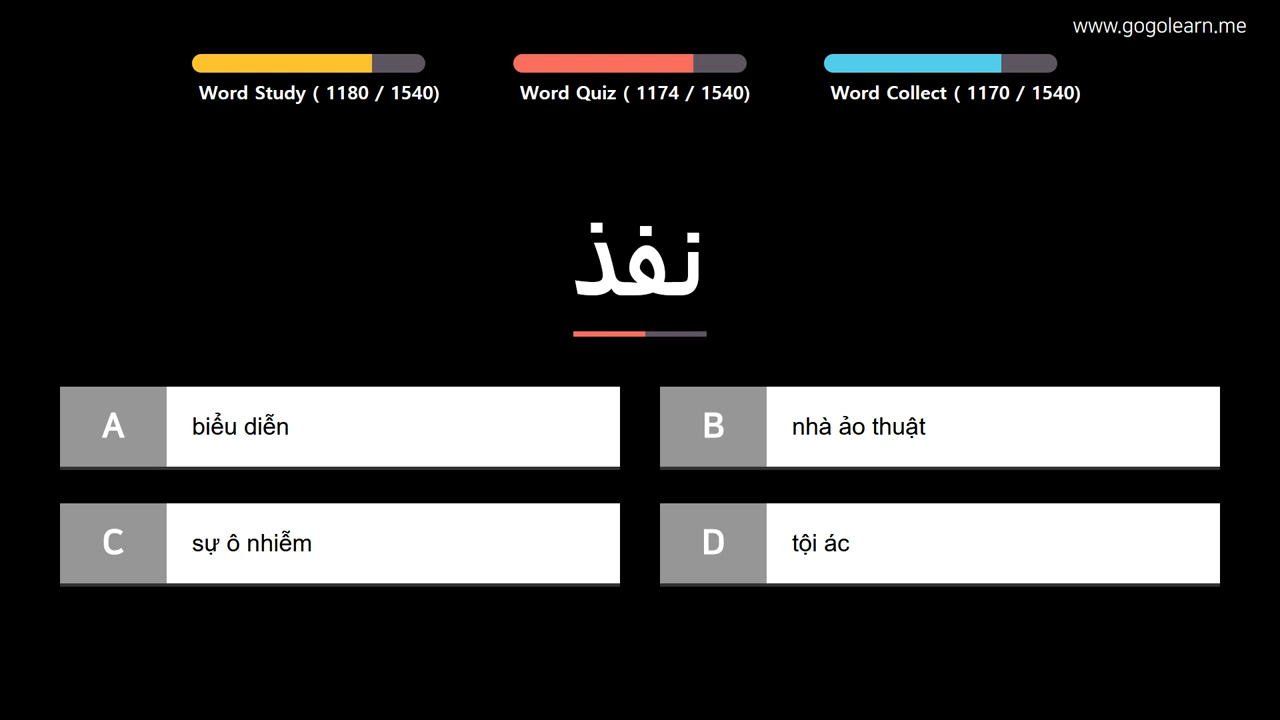 www.gogolearn.me
Word Study ( 1180 / 1540)
Word Quiz ( 1174 / 1540)
Word Collect ( 1170 / 1540)
نفذ
A
biểu diễn
B
nhà ảo thuật
C
sự ô nhiễm
D
tội ác